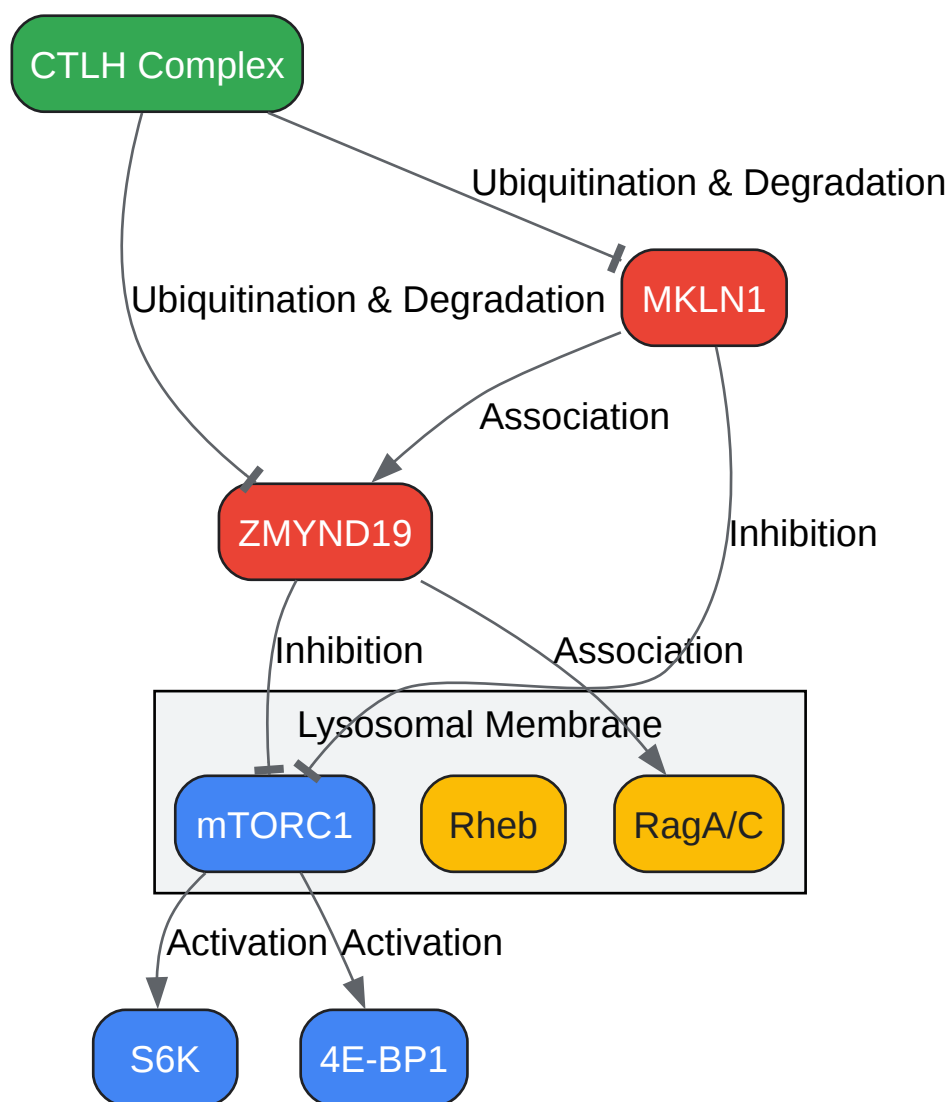 CTLH Complex
Ubiquitination & Degradation
Ubiquitination & Degradation
MKLN1
Association
ZMYND19
Inhibition
Inhibition
Association
Lysosomal Membrane
mTORC1
Rheb
RagA/C
Activation
Activation
S6K
4E-BP1